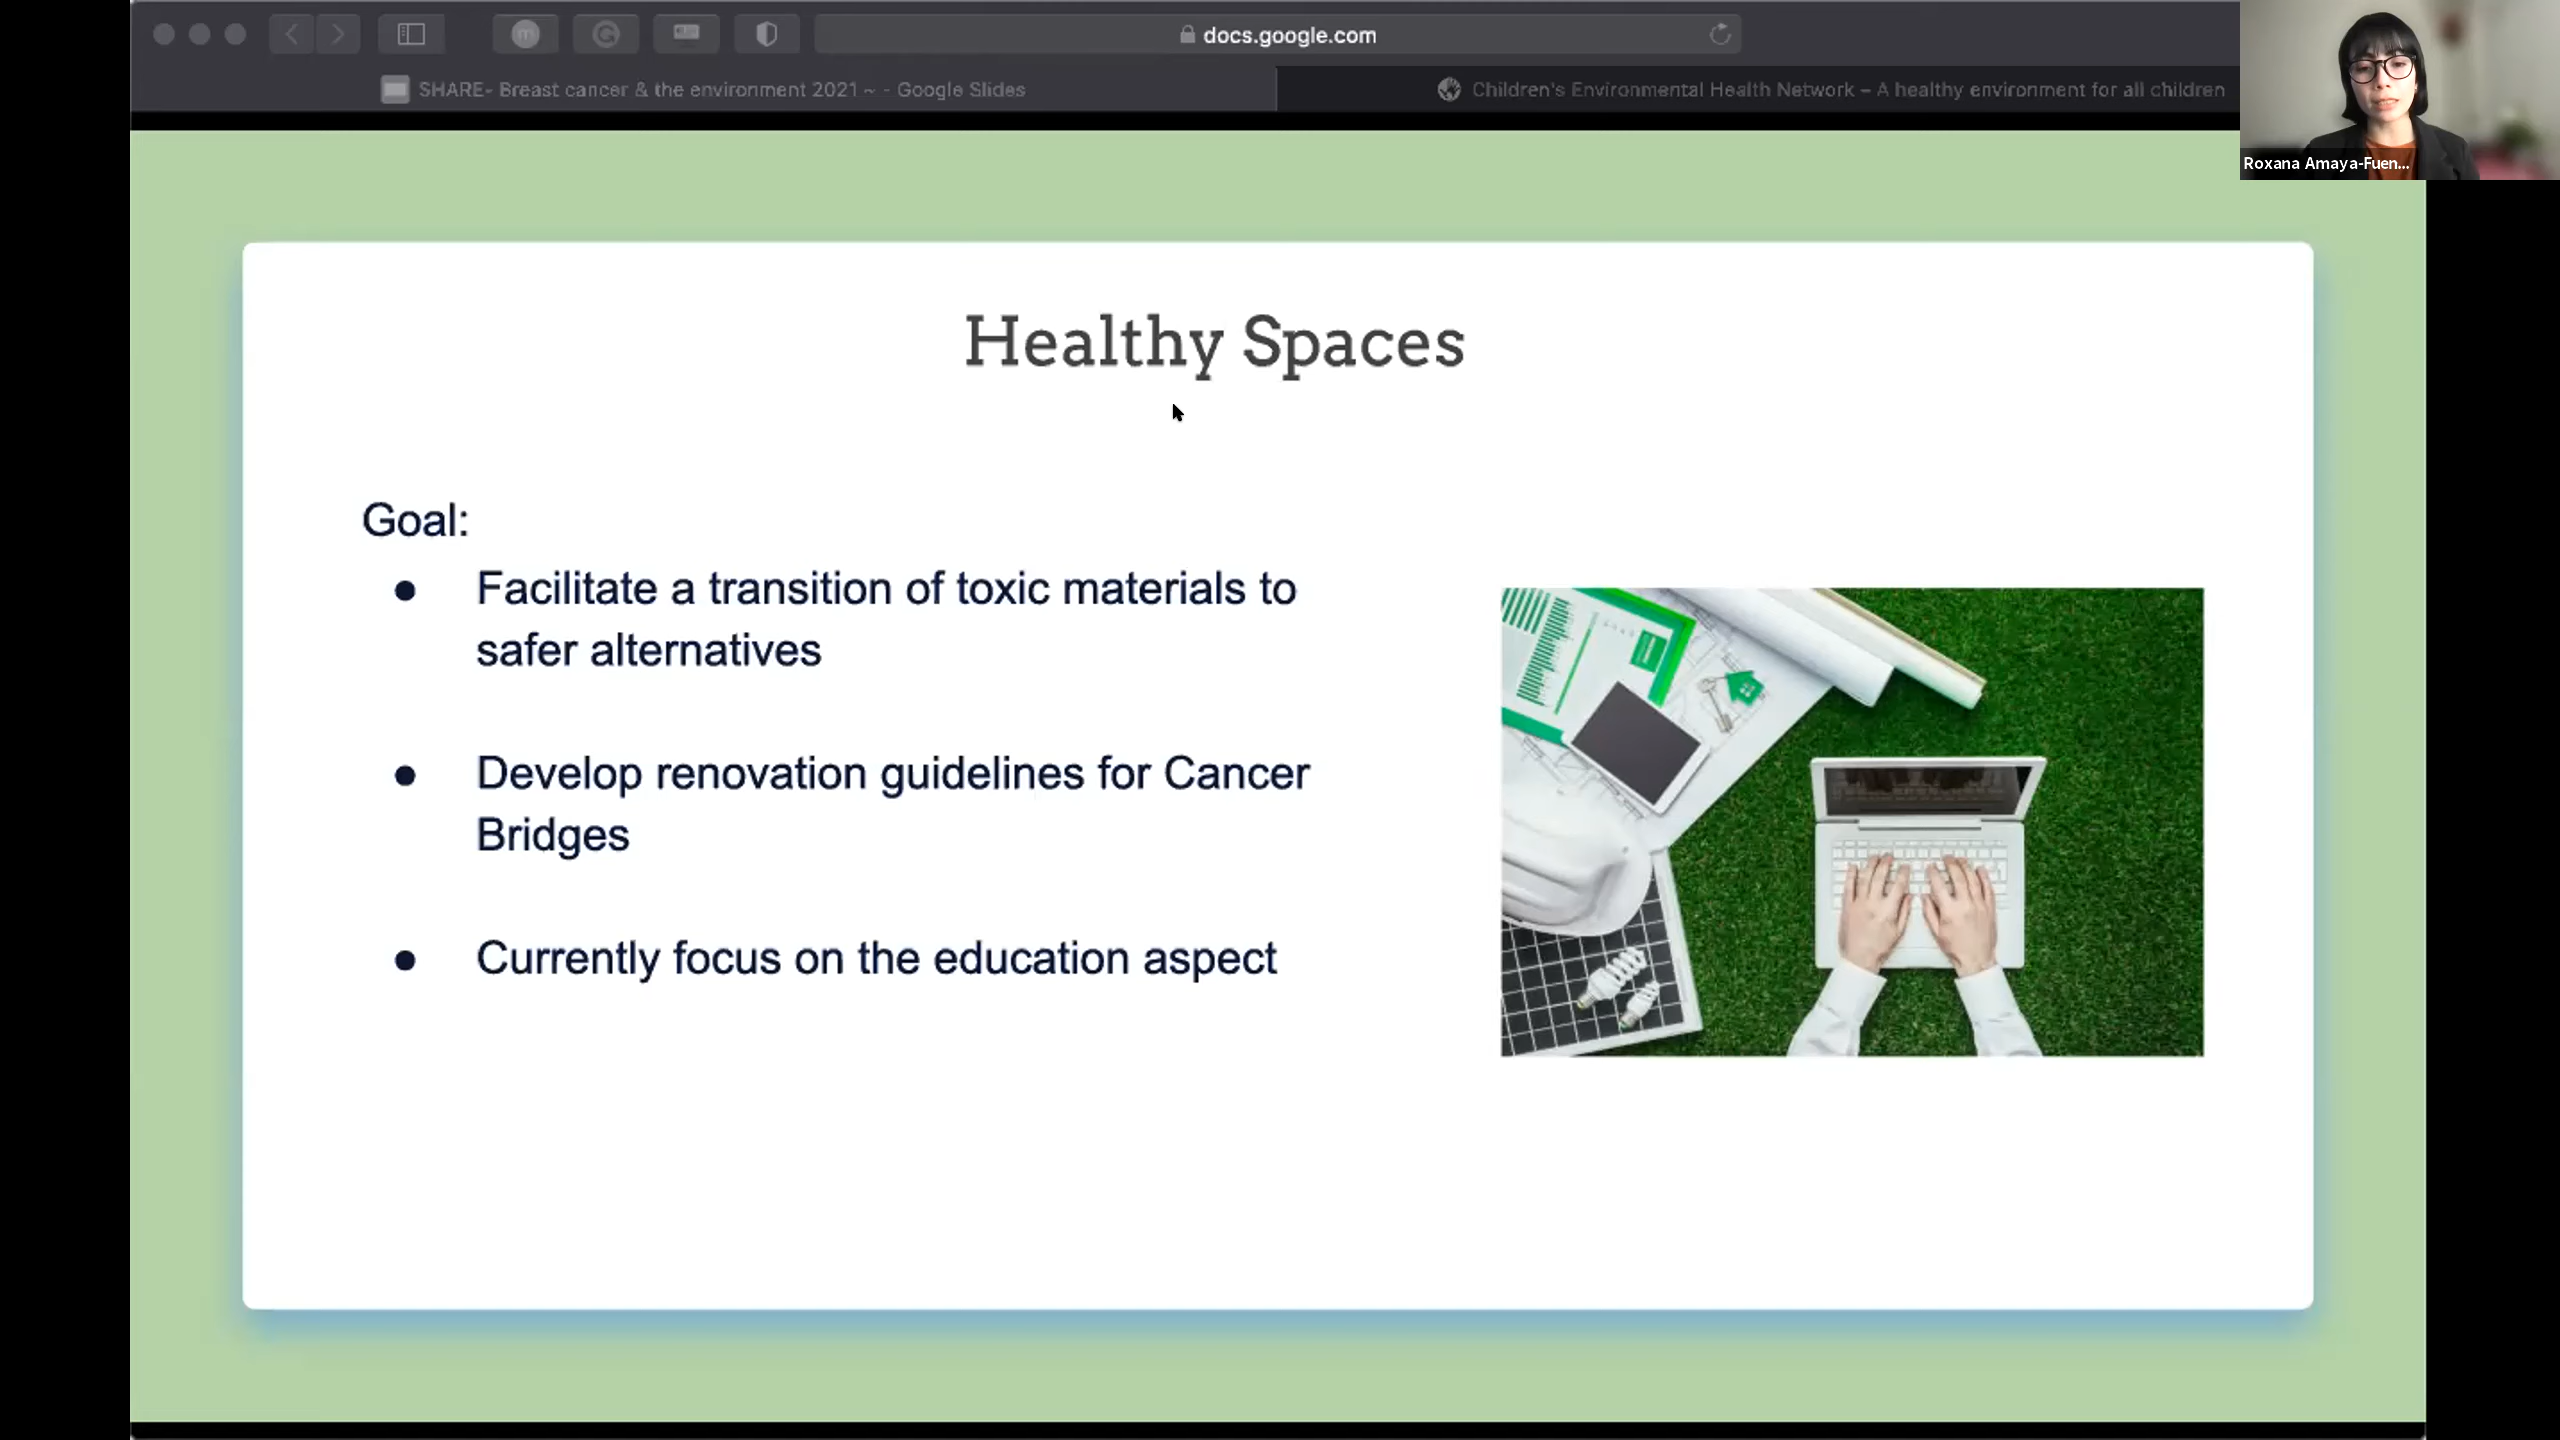 docs.google.com
SHARE- Breast cancer & the environment 2021 ~ - Google Slides
Children's Environmental Health Network – A healthy environment for all children
Roxana Amaya-Fuen...
Healthy Spaces
Goal:
● Facilitate a transition of toxic materials to
safer alternatives
● Develop renovation guidelines for Cancer
Bridges
● Currently focus on the education aspect